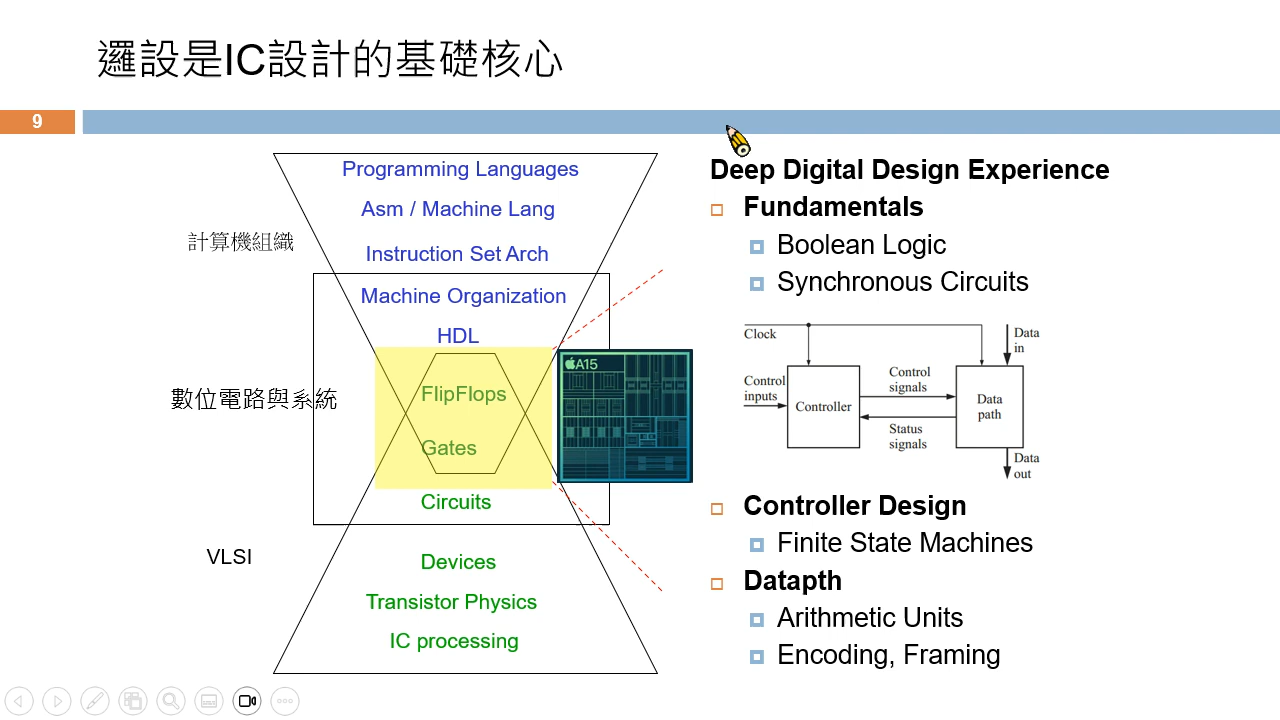 邏設是IC設計的基礎核心
9
Programming Languages
Asm / Machine Lang
計算機組織
Instruction Set Arch
Machine Organization
HDL
數位電路與系統
FlipFlops
Gates
Circuits
VLSI
Devices
Transistor Physics
IC processing
A15
Deep Digital Design Experience
Fundamentals
Boolean Logic
Synchronous Circuits
Clock
Data
in
Control
inputs
Controller
Control
signals
Status
signals
Data
path
Data
out
Controller Design
Finite State Machines
Datapth
Arithmetic Units
Encoding, Framing